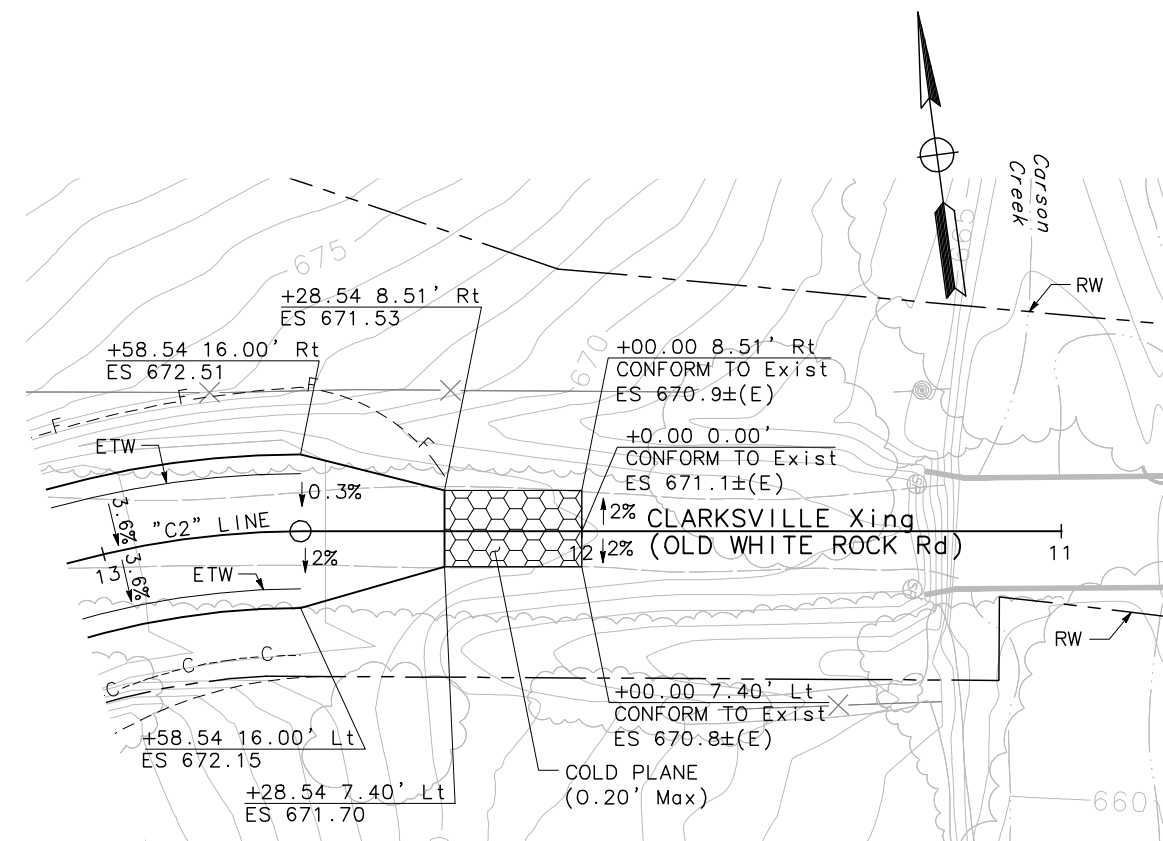 Carson
Creek
660
RW
675
+28.54 8.51' Rt
ES 671.53
+58.54 16.00' Rt
ES 672.51
670
+00.00 8.51' Rt
CONFORM TO Exist
ES 670.9±(E)
F
F
F
F
ETW
+0.00 0.00'
CONFORM TO Exist
ES 671.1±(E)
0.3%
3.6%
"C2" LINE
2%
CLARKSVILLE Xing
(OLD WHITE ROCK Rd)
12
2%
11
13
3.6%
2%
ETW
RW
C
C
C
+00.00 7.40' Lt
CONFORM TO Exist
ES 670.8±(E)
+58.54 16.00' Lt
ES 672.15
COLD PLANE
(0.20' Max)
+28.54 7.40' Lt
ES 671.70
660